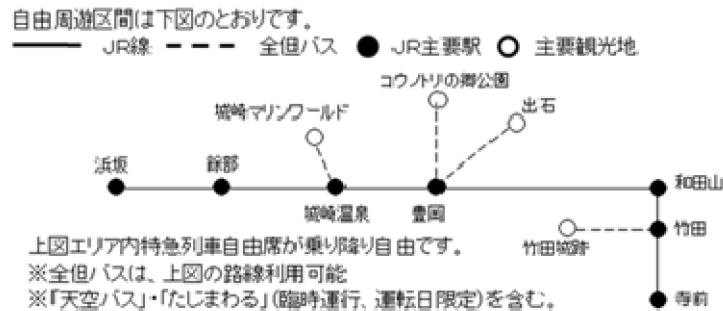 自由周遊区間は下図のとおりです。
JR線 全但バス JR主要駅 主要観光地
コウノトリの郷公園
出石
城崎マリンワールド
浜坂 餘部 和田山
城崎温泉 豊岡
竹田
竹田城跡
上図エリア内特急列車自由席が乗り降り自由です。
※全但バスは、上図の路線利用可能
※「天空バス」・「たじまわる」(臨時運行、運転日限定)を含む。
寺前